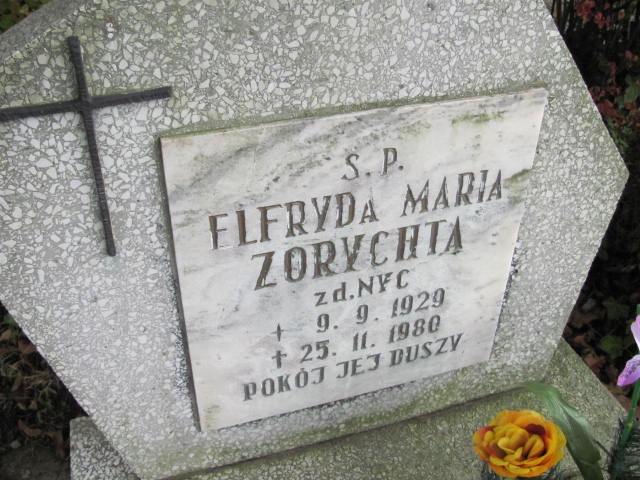 S.P.
ELFRYDA MARIA
ZORYCHTA
zd.NYC
+ 9. 9. 1929
+ 25. 11. 1980
POKÓJ JEJ DUSZY